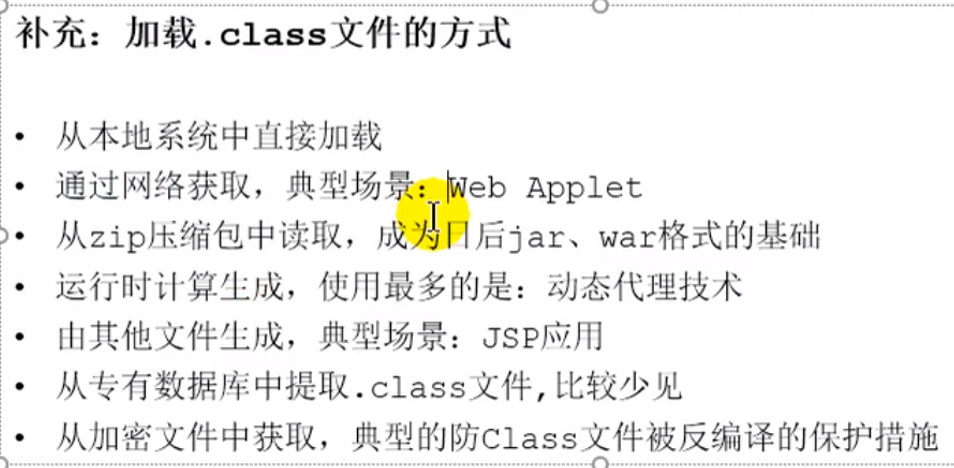 补充：加载.class文件的方式
• 从本地系统中直接加载
• 通过网络获取，典型场景：Web Applet
• 从zip压缩包中读取，成为日后jar、war格式的基础
• 运行时计算生成，使用最多的是：动态代理技术
• 由其他文件生成，典型场景：JSP应用
• 从专有数据库中提取.class文件,比较少见
• 从加密文件中获取，典型的防Class文件被反编译的保护措施